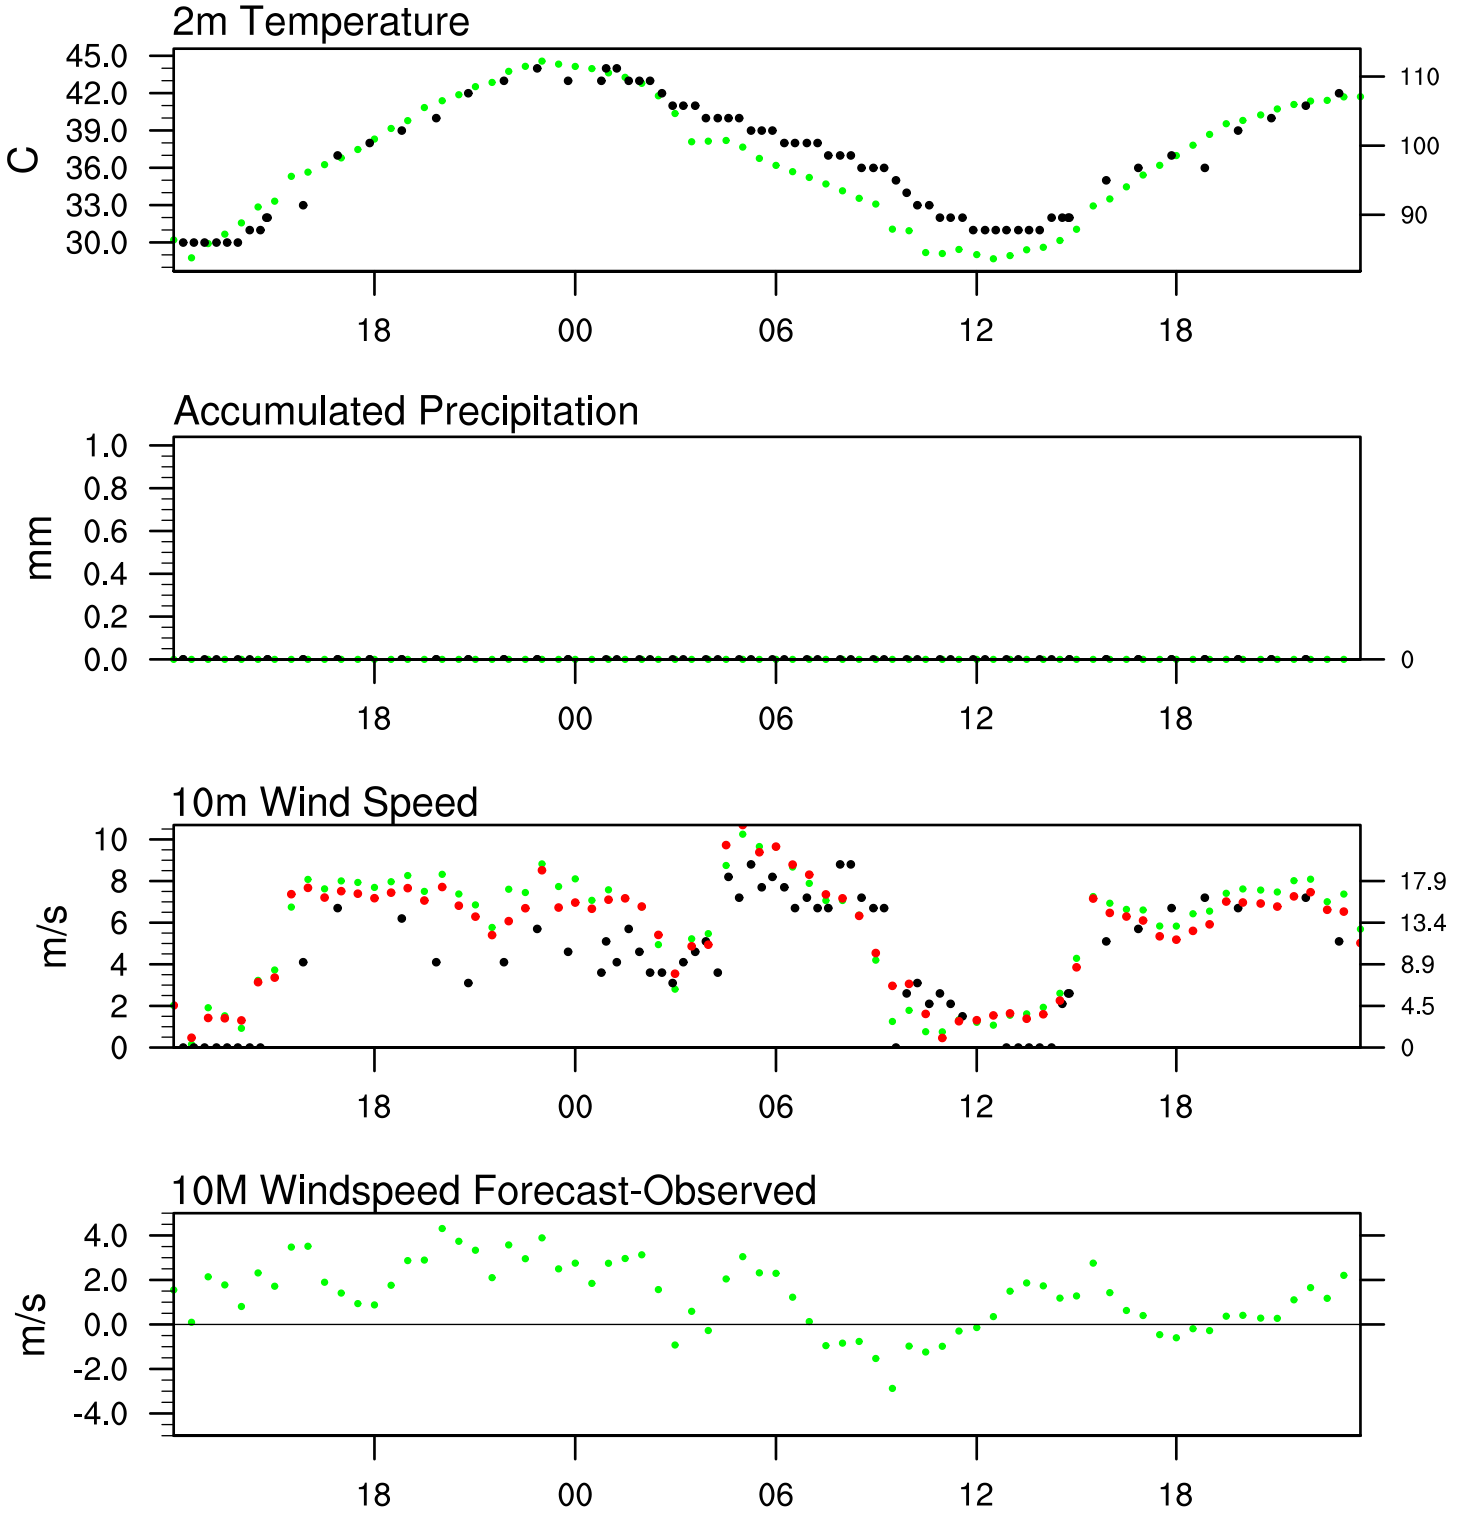 2m Temperature
C
45.0
42.0
39.0
36.0
33.0
30.0
110
100
90
18 00 06 12 18
Accumulated Precipitation
mm
1.0
0.8
0.6
0.4
0.2
0.0
0
18 00 06 12 18
10m Wind Speed
m/s
10
8
6
4
2
0
17.9
13.4
8.9
4.5
0
18 00 06 12 18
10M Windspeed Forecast-Observed
m/s
4.0
2.0
0.0
-2.0
-4.0
18 00 06 12 18